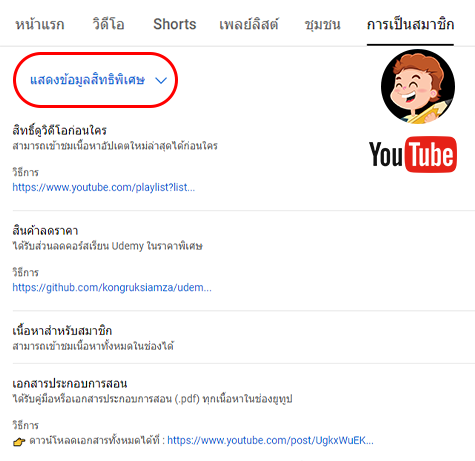 หน้าแรก วิดีโอ Shorts เพลย์ลิสต์ ชุมชน การเป็นสมาชิก
แสดงข้อมูลสิทธิพิเศษ
YouTube
สิทธิ์ดูวิดีโอก่อนใคร
สามารถเข้าชมเนื้อหาอัปเดตใหม่ล่าสุดได้ก่อนใคร
วิธีการ
https://www.youtube.com/playlist?list...
สินค้าลดราคา
ได้รับส่วนลดคอร์สเรียน Udemy ในราคาพิเศษ
วิธีการ
https://github.com/kongruksiamza/udem...
เนื้อหาสำหรับสมาชิก
สามารถเข้าชมเนื้อหาทั้งหมดในช่องได้
เอกสารประกอบการสอน
ได้รับคู่มือหรือเอกสารประกอบการสอน (.pdf) ทุกเนื้อหาในช่องยูทูป
วิธีการ
👉 ดาวน์โหลดเอกสารทั้งหมดได้ที่ : https://www.youtube.com/post/UgkxWuEK...